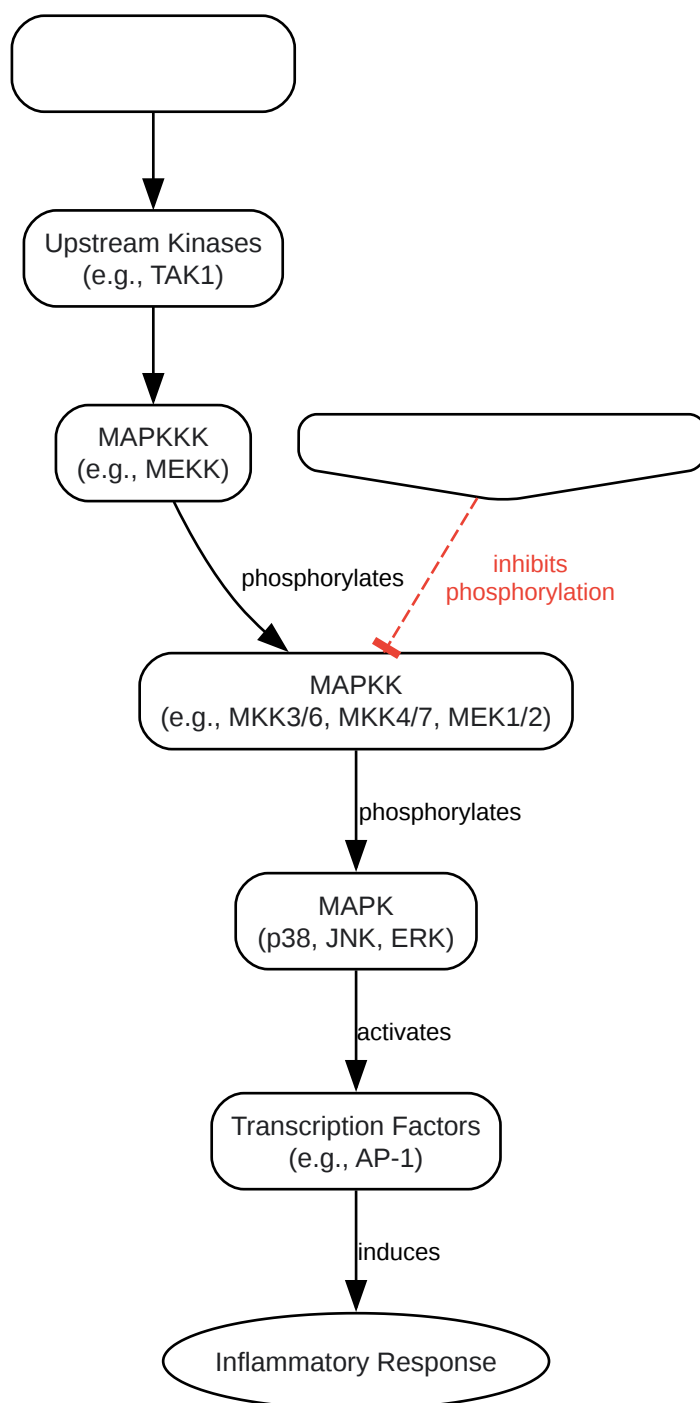 Upstream Kinases
(e.g., TAK1)
MAPKKK
(e.g., MEKK)
phosphorylates
inhibits
phosphorylation
MAPKK
(e.g., MKK3/6, MKK4/7, MEK1/2)
phosphorylates
MAPK
(p38, JNK, ERK)
activates
Transcription Factors
(e.g., AP-1)
induces
Inflammatory Response